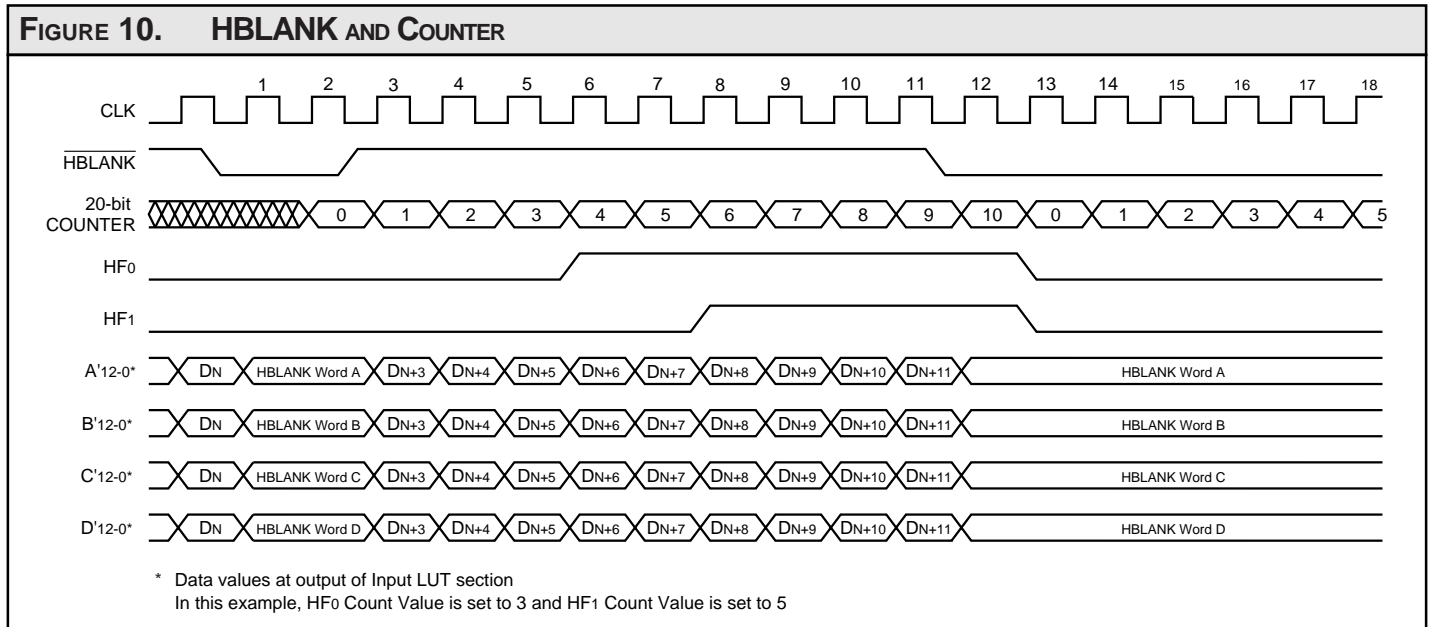 FIGURE 10. HBLANK AND COUNTER
1 2 3 4 5 6 7 8 9 10 11 12 13 14 15 16 17 18
CLK
HBLANK
20-bit
COUNTER
0 1 2 3 4 5 6 7 8 9 10 0 1 2 3 4 5
HF0
HF1
A'12-0* DN HBLANK Word A DN+3 DN+4 DN+5 DN+6 DN+7 DN+8 DN+9 DN+10 DN+11 HBLANK Word A
B'12-0* DN HBLANK Word B DN+3 DN+4 DN+5 DN+6 DN+7 DN+8 DN+9 DN+10 DN+11 HBLANK Word B
C'12-0* DN HBLANK Word C DN+3 DN+4 DN+5 DN+6 DN+7 DN+8 DN+9 DN+10 DN+11 HBLANK Word C
D'12-0* DN HBLANK Word D DN+3 DN+4 DN+5 DN+6 DN+7 DN+8 DN+9 DN+10 DN+11 HBLANK Word D
* Data values at output of Input LUT section
In this example, HF0 Count Value is set to 3 and HF1 Count Value is set to 5